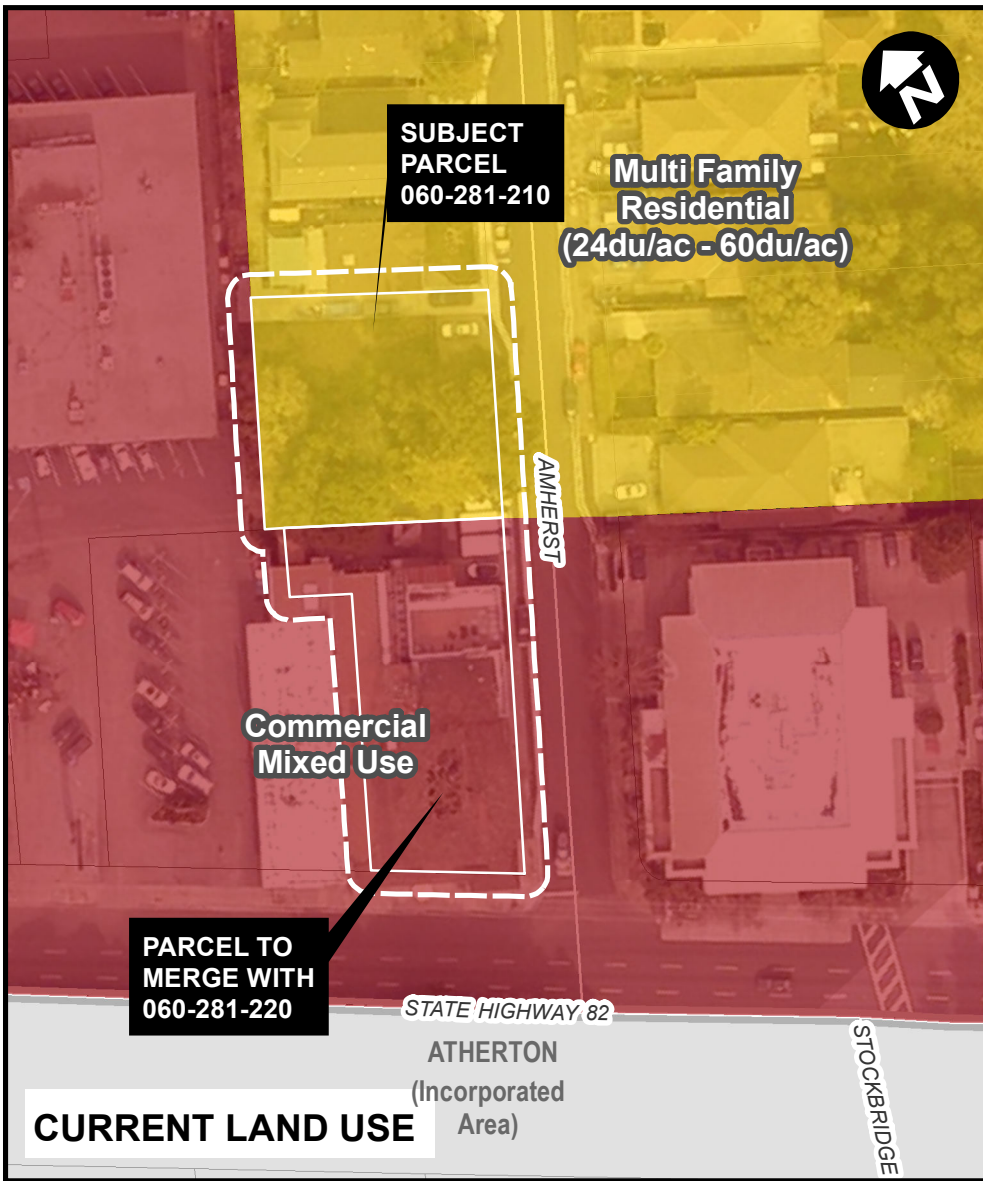 N
SUBJECT
PARCEL
060-281-210
Multi Family
Residential
(24du/ac - 60du/ac)
AMHERST
Commercial
Mixed Use
PARCEL TO
MERGE WITH
060-281-220
STATE HIGHWAY 82
ATHERTON
(Incorporated
Area)
STOCKBRIDGE
CURRENT LAND USE